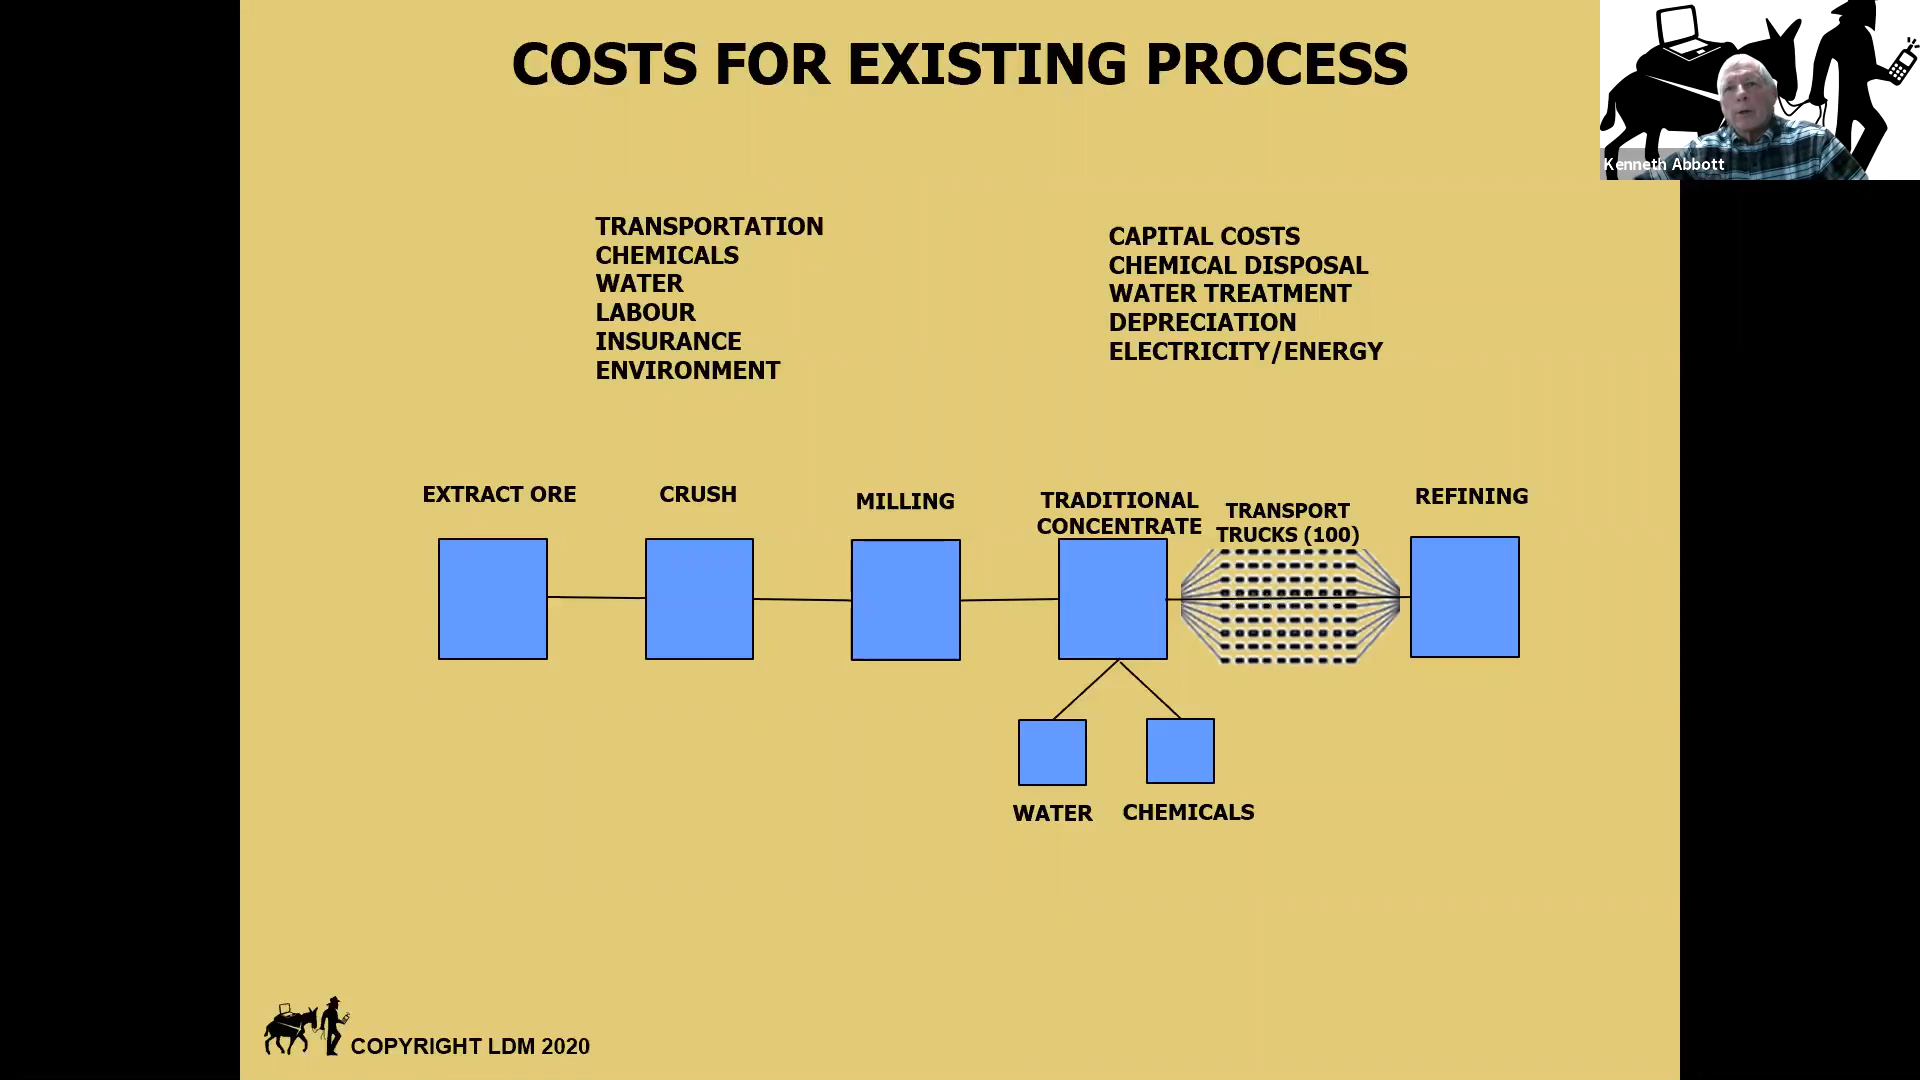 COSTS FOR EXISTING PROCESS
Kenneth Abbott
TRANSPORTATION
CHEMICALS
WATER
LABOUR
INSURANCE
ENVIRONMENT
CAPITAL COSTS
CHEMICAL DISPOSAL
WATER TREATMENT
DEPRECIATION
ELECTRICITY/ENERGY
EXTRACT ORE
CRUSH
MILLING
TRADITIONAL
CONCENTRATE
TRANSPORT
TRUCKS (100)
REFINING
WATER
CHEMICALS
COPYRIGHT LDM 2020